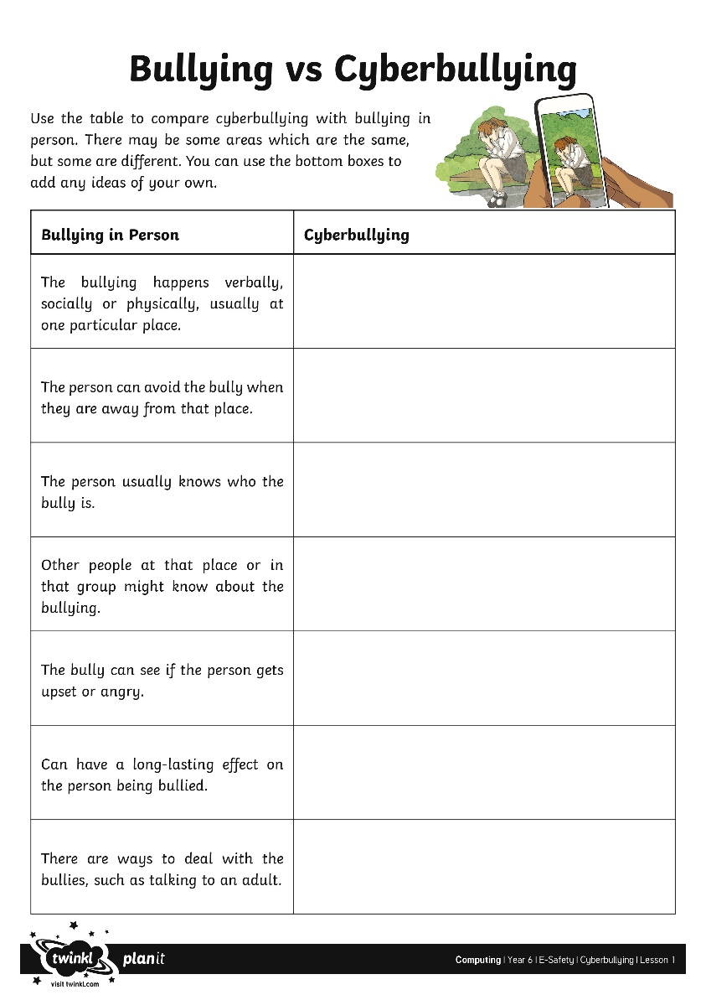 Bullying vs Cyberbullying
Use the table to compare cyberbullying with bullying in
person. There may be some areas which are the same,
but some are different. You can use the bottom boxes to
add any ideas of your own.
Bullying in Person
Cyberbullying
The bullying happens verbally,
socially or physically, usually at
one particular place.
The person can avoid the bully when
they are away from that place.
The person usually knows who the
bully is.
Other people at that place or in
that group might know about the
bullying.
The bully can see if the person gets
upset or angry.
Can have a long-lasting effect on
the person being bullied.
There are ways to deal with the
bullies, such as talking to an adult.
twinkl planit
visit twinkl.com
Computing | Year 6 | E-Safety | Cyberbullying | Lesson 1